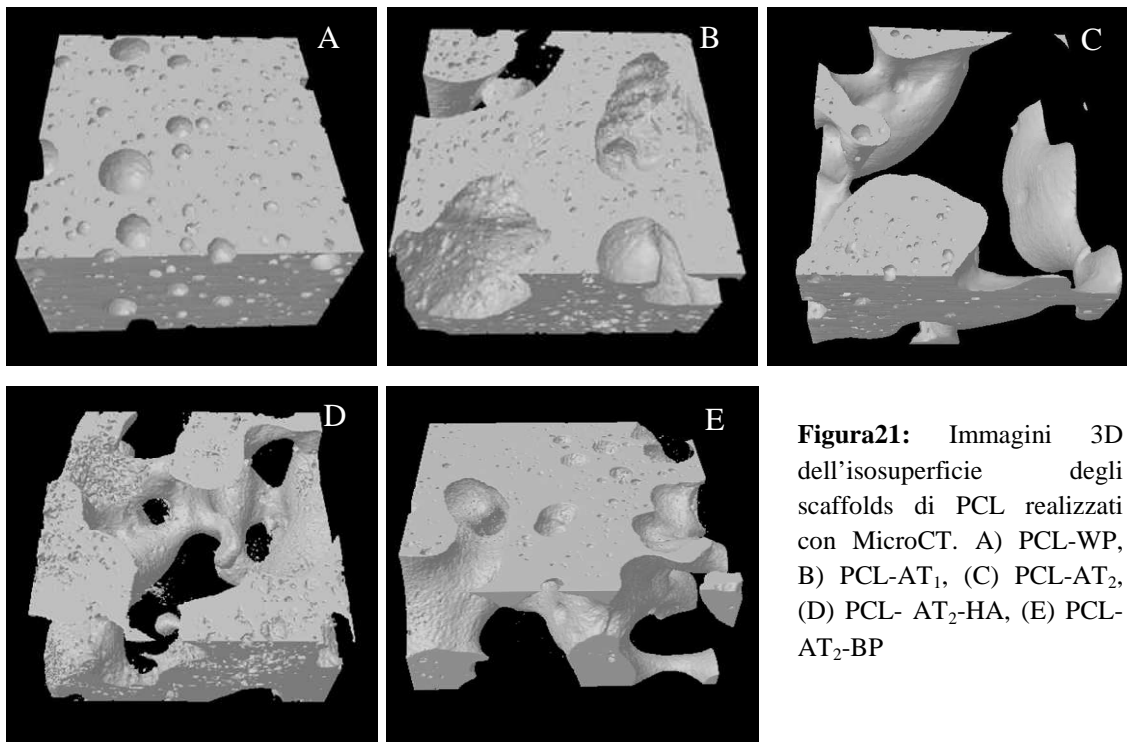 A
B
C
D
E
Figura21: Immagini 3D
dell'isosuperficie degli
scaffolds di PCL realizzati
con MicroCT. A) PCL-WP,
B) PCL-AT₁, (C) PCL-AT₂,
(D) PCL- AT₂-HA, (E) PCL-
AT₂-BP